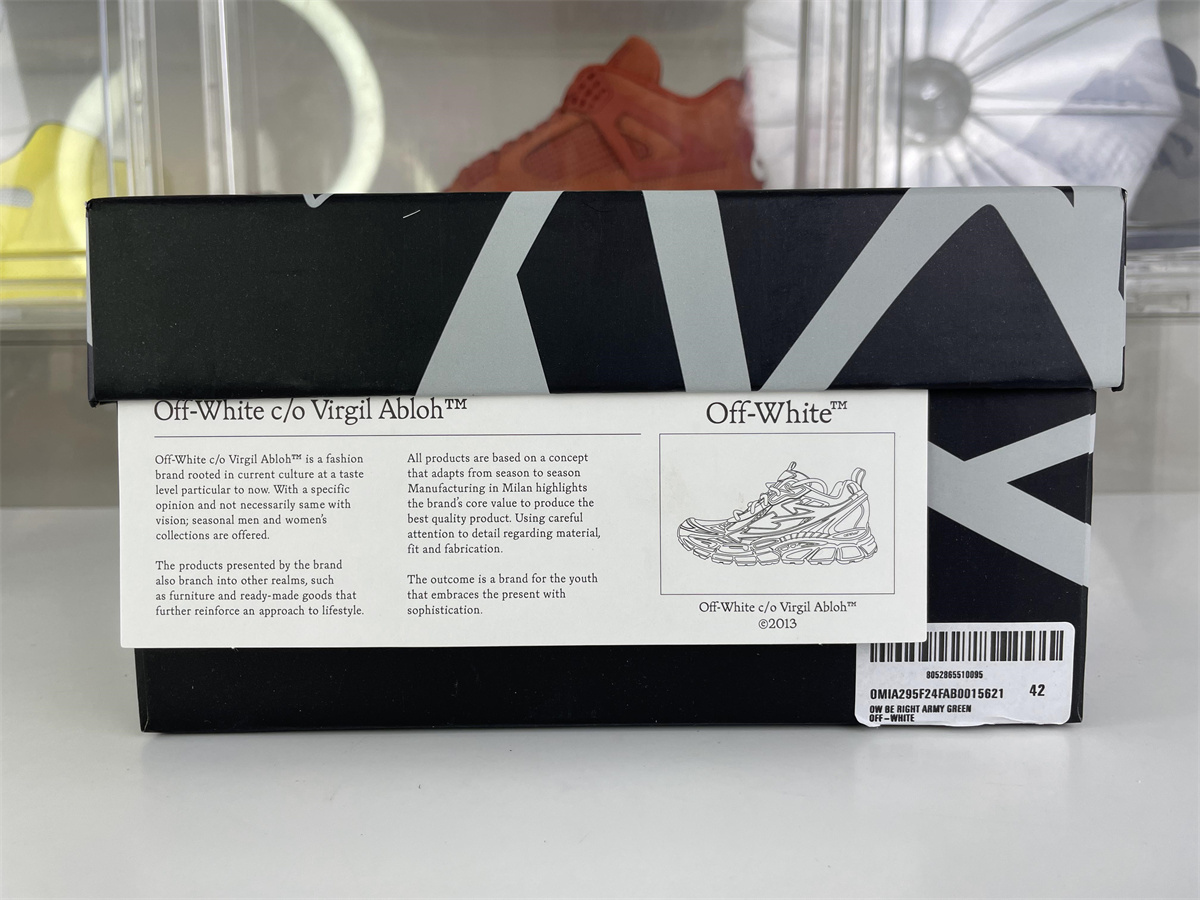 Off-White c/o Virgil Abloh™
Off-White c/o Virgil Abloh™ is a fashion
brand rooted in current culture at a taste
level particular to now. With a specific
opinion and not necessarily same with
vision; seasonal men and women's
collections are offered.
The products presented by the brand
also branch into other realms, such
as furniture and ready-made goods that
further reinforce an approach to lifestyle.
All products are based on a concept
that adapts from season to season
Manufacturing in Milan highlights
the brand's core value to produce the
best quality product. Using careful
attention to detail regarding material,
fit and fabrication.
The outcome is a brand for the youth
that embraces the present with
sophistication.
Off-White™
Off-White c/o Virgil Abloh™
©2013
8052865510095
OMIA295F24FAB0015621 42
OW BE RIGHT ARMY GREEN
OFF-WHITE